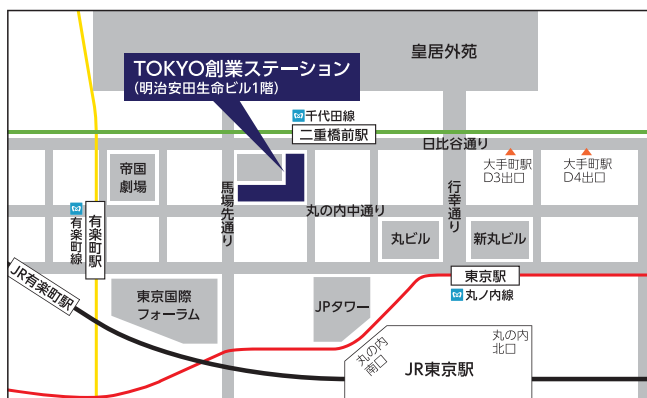 皇居外苑
TOKYO創業ステーション
（明治安田生命ビル1階）
千代田線
二重橋前駅
日比谷通り
大手町駅
D3出口
大手町駅
D4出口
帝国
劇場
馬場先通り
行幸通り
丸の内中通り
有楽町線
有楽町駅
丸ビル
新丸ビル
JR有楽町駅
東京駅
丸ノ内線
東京国際
フォーラム
JPタワー
丸の内
南口
丸の内
北口
JR東京駅